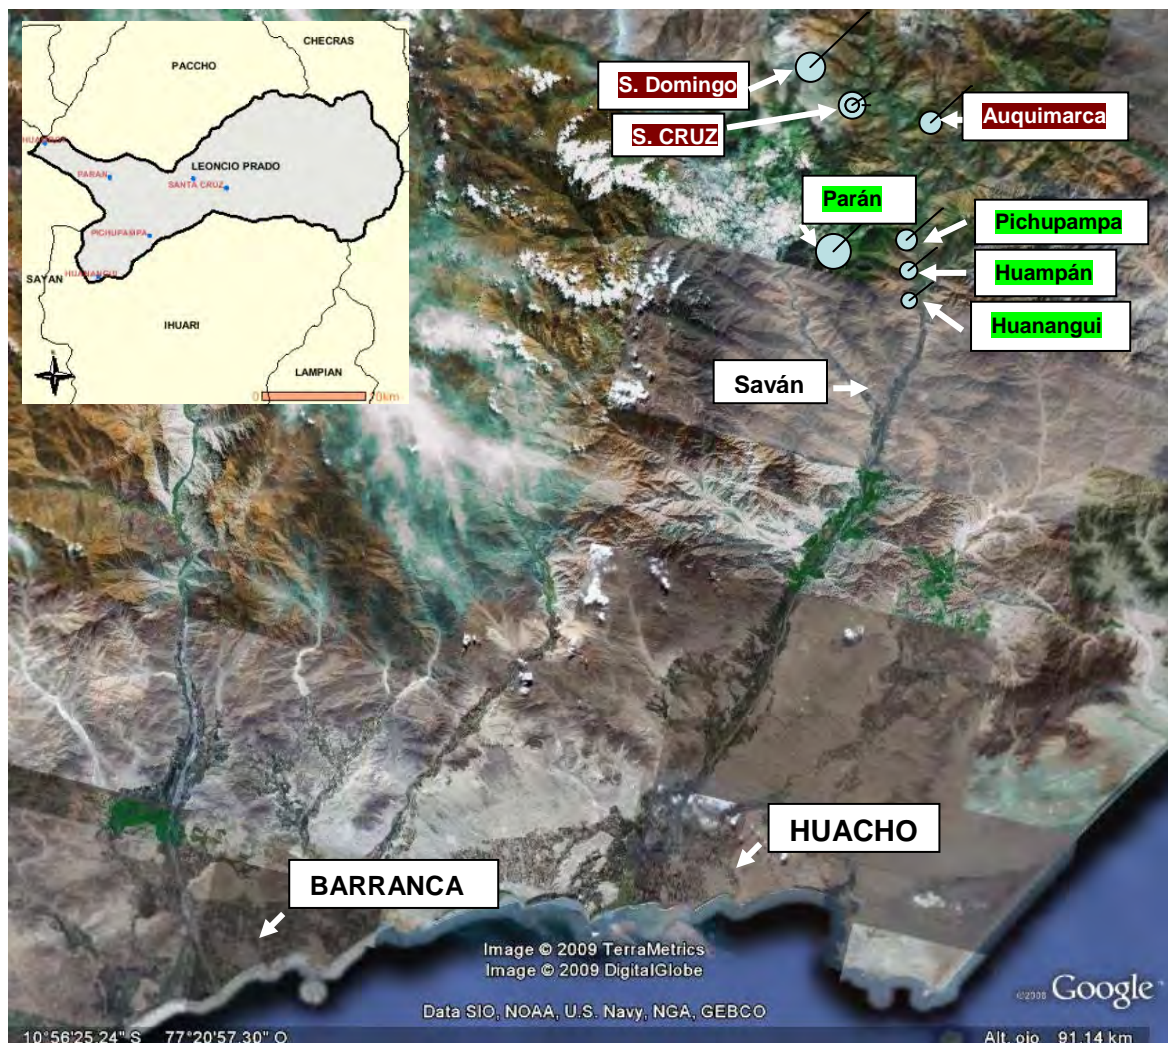 CHECRAS
PACCHO
LEONCIO PRADO
PARAN
SANTA CRUZ
PICHUPAMPA
SAYAN
HUANANGUI
IHUARI
LAMPIAN
S. Domingo
S. CRUZ
Auquimarca
Parán
Pichupampa
Huampán
Huanangui
Saván
HUACHO
BARRANCA
Image © 2009 TerraMetrics
Image © 2009 DigitalGlobe
Data SIO, NOAA, U.S. Navy, NGA, GEBCO
©2008 Google
10°56'25.24" S 77°20'57.30" O
Alt. ojo 91.14 km